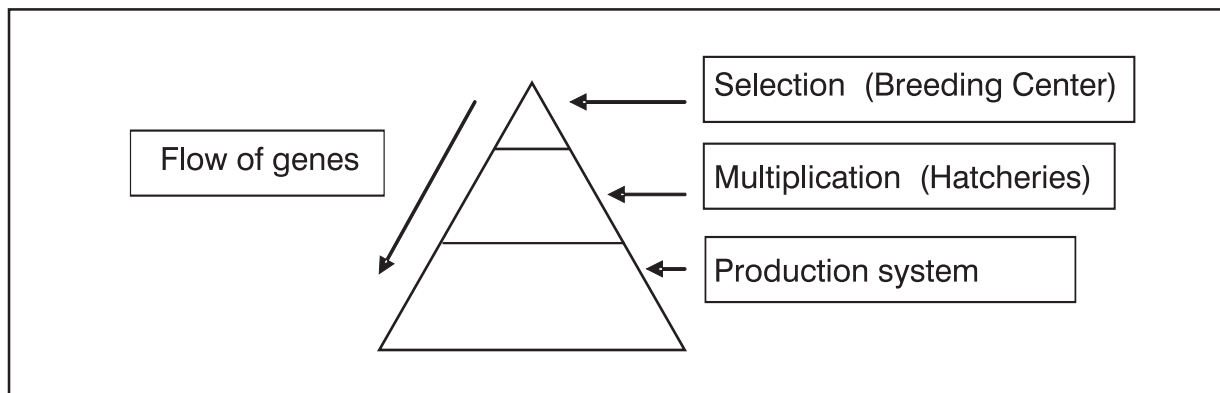 Selection (Breeding Center)
Flow of genes
Multiplication (Hatcheries)
Production system